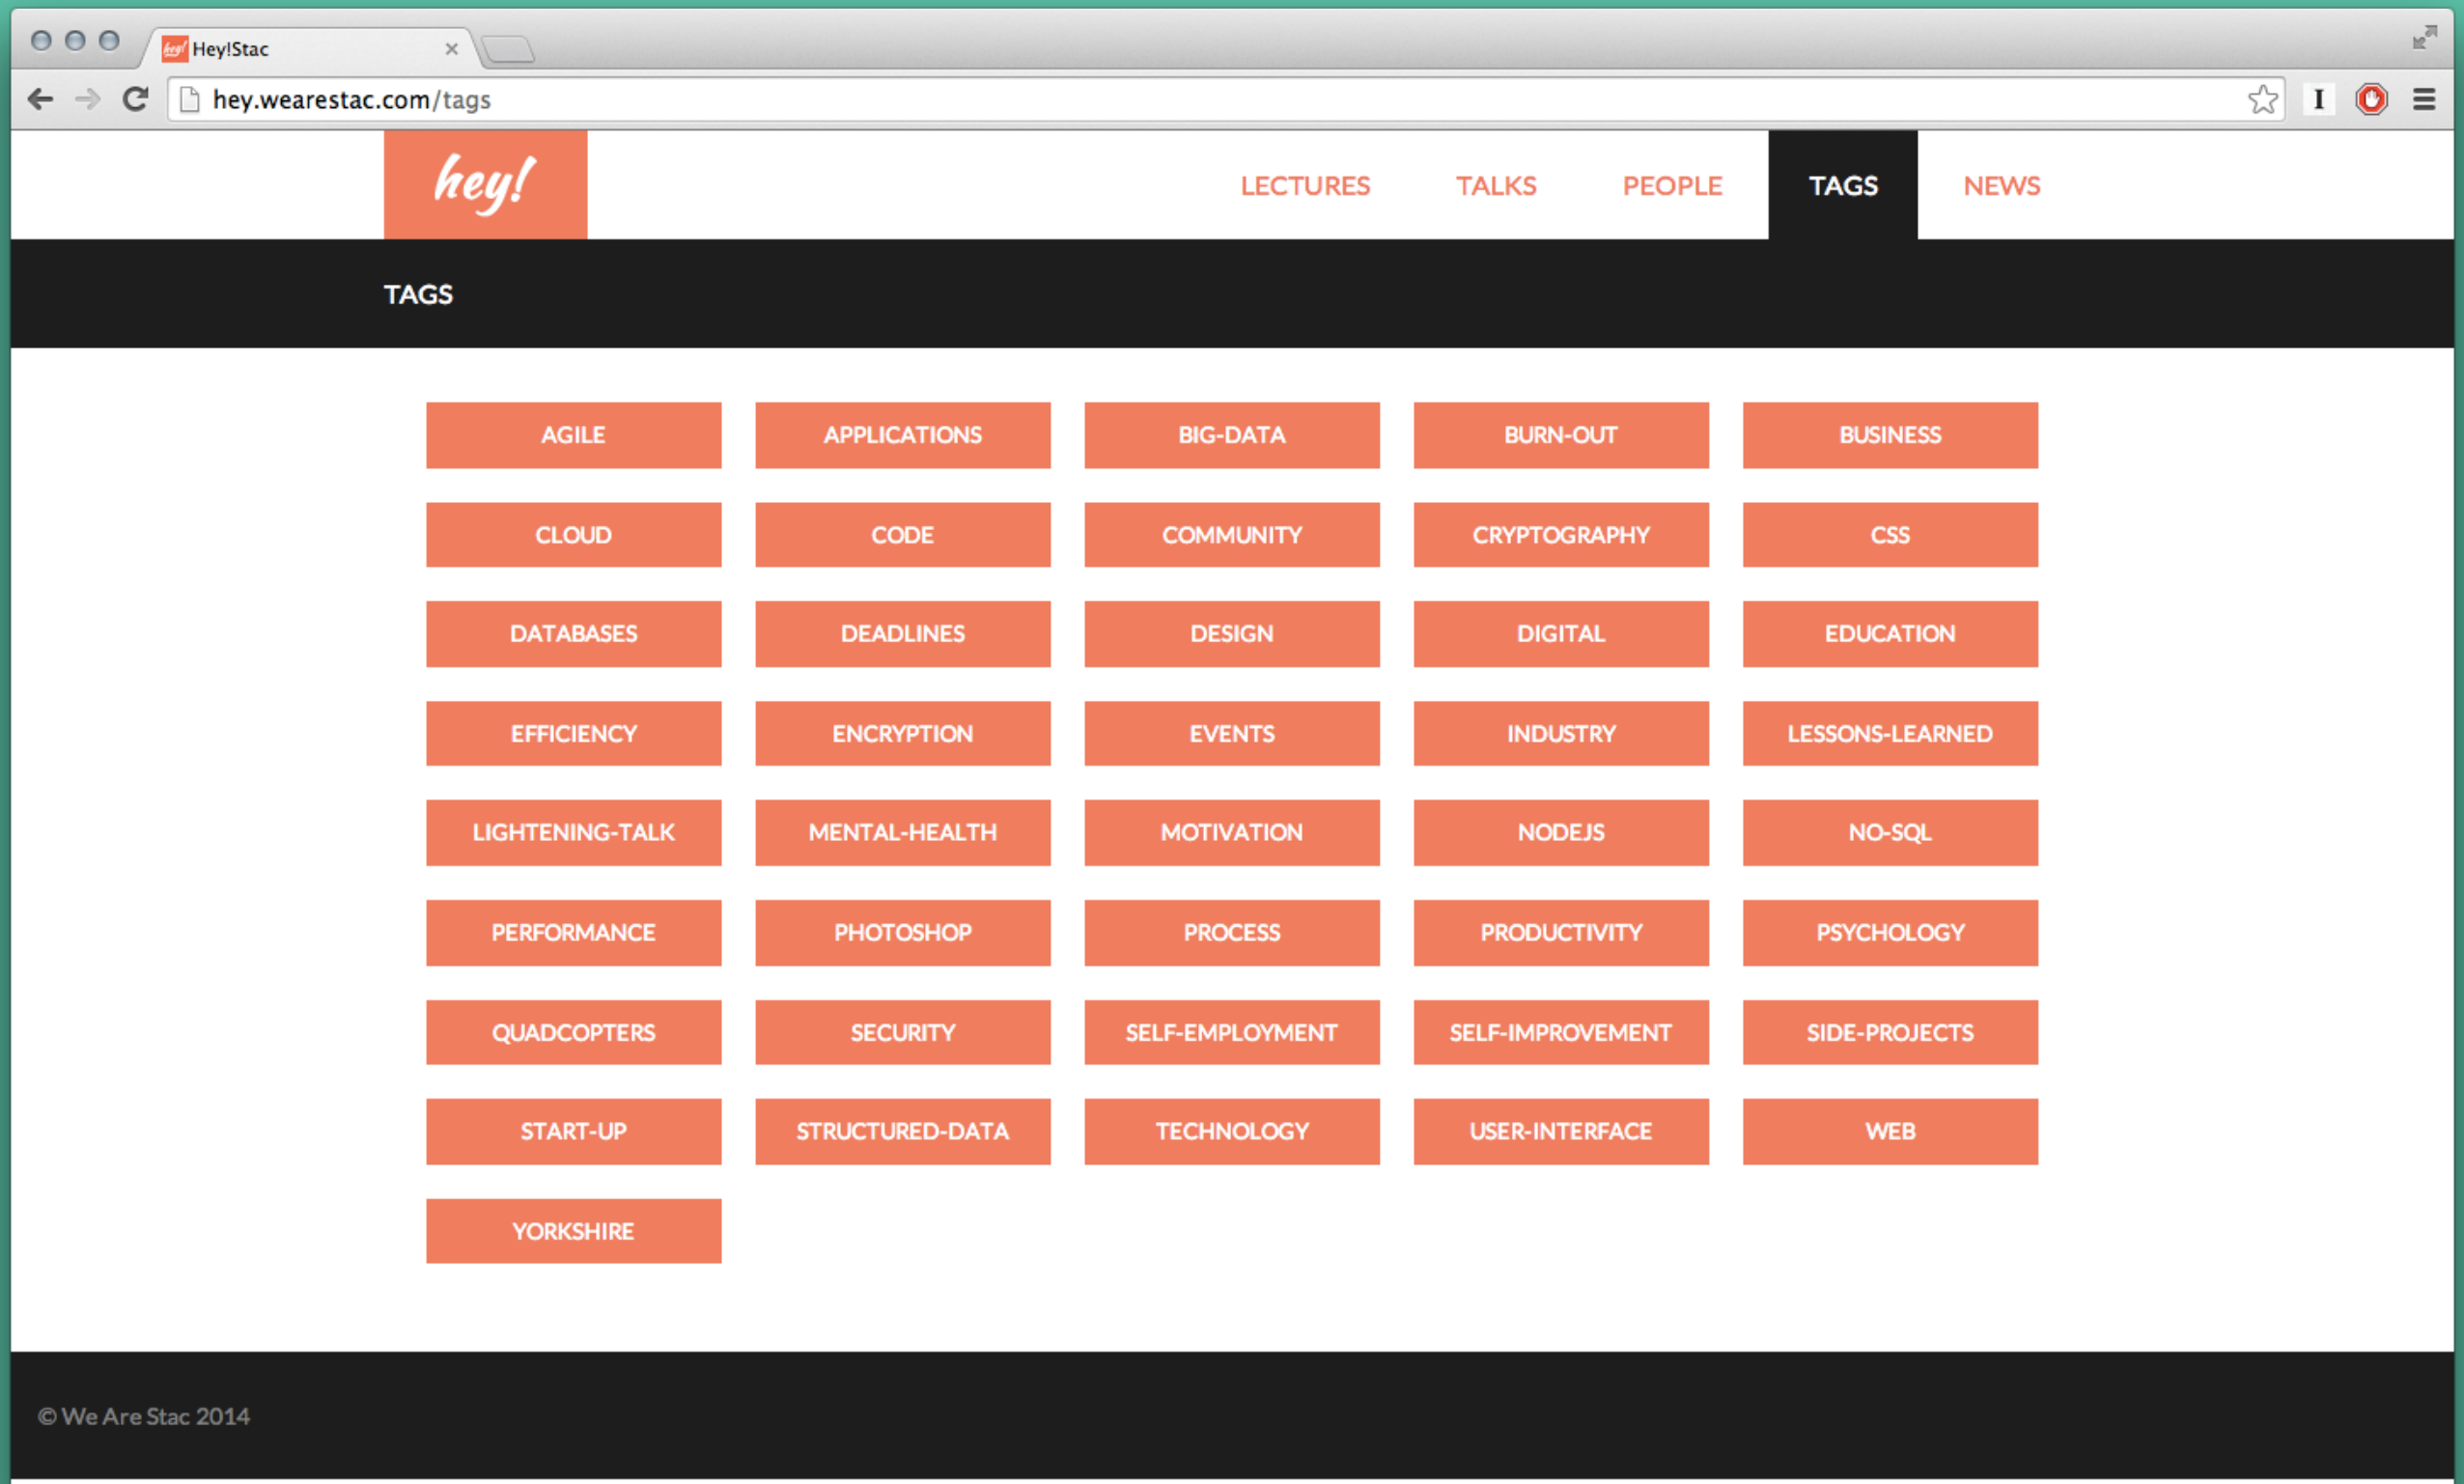 hey! Hey!Stac
hey.wearestac.com/tags
I
hey! LECTURES TALKS PEOPLE TAGS NEWS
TAGS
AGILE APPLICATIONS BIG-DATA BURN-OUT BUSINESS
CLOUD CODE COMMUNITY CRYPTOGRAPHY CSS
DATABASES DEADLINES DESIGN DIGITAL EDUCATION
EFFICIENCY ENCRYPTION EVENTS INDUSTRY LESSONS-LEARNED
LIGHTENING-TALK MENTAL-HEALTH MOTIVATION NODEJS NO-SQL
PERFORMANCE PHOTOSHOP PROCESS PRODUCTIVITY PSYCHOLOGY
QUADCOPTERS SECURITY SELF-EMPLOYMENT SELF-IMPROVEMENT SIDE-PROJECTS
START-UP STRUCTURED-DATA TECHNOLOGY USER-INTERFACE WEB
YORKSHIRE
© We Are Stac 2014